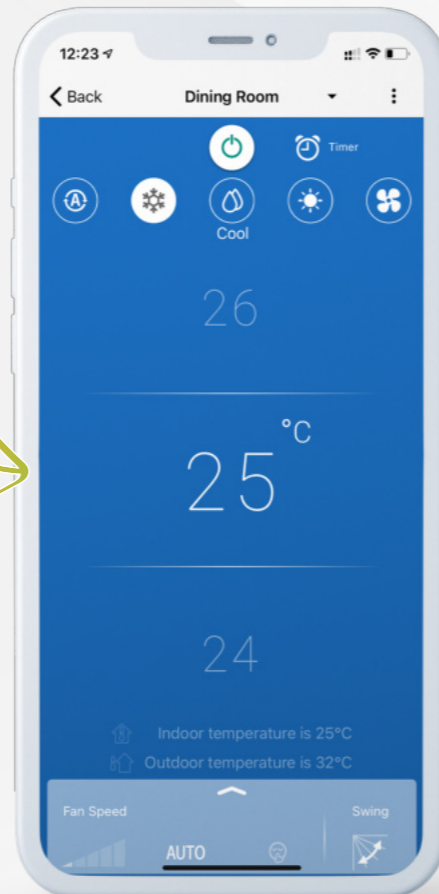 12:23
Back
Dining Room
Timer
A
Cool
26
°C
25
24
Indoor temperature is 25°C
Outdoor temperature is 32°C
Fan Speed
Swing
AUTO